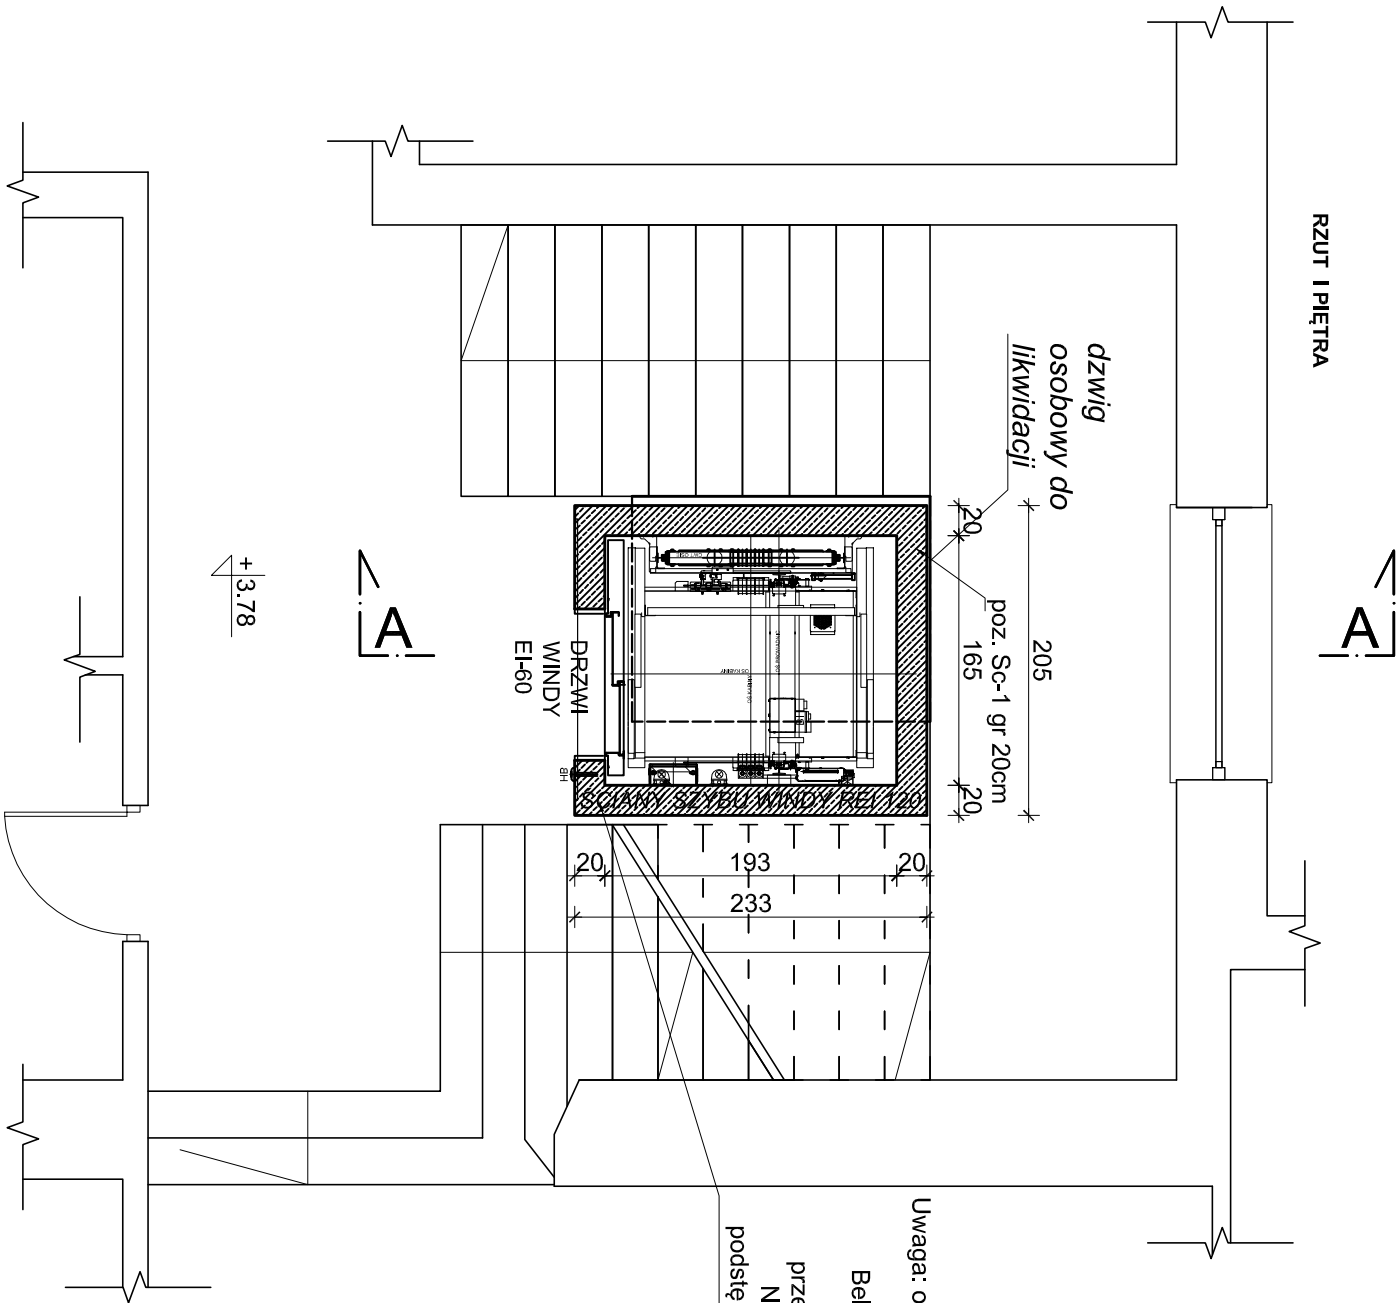 RZUT I PIĘTRA
dzwig
osobowy do
likwidacji
A
A
205
20
165
20
poz. Sc-1 gr 20cm
+ 3.78
DRZWI
WINDY
EI-60
ŚCIANY SZYBU WINDY REI 120
20
193
20
233
Uwaga: o
Bel
prze
N
podstę